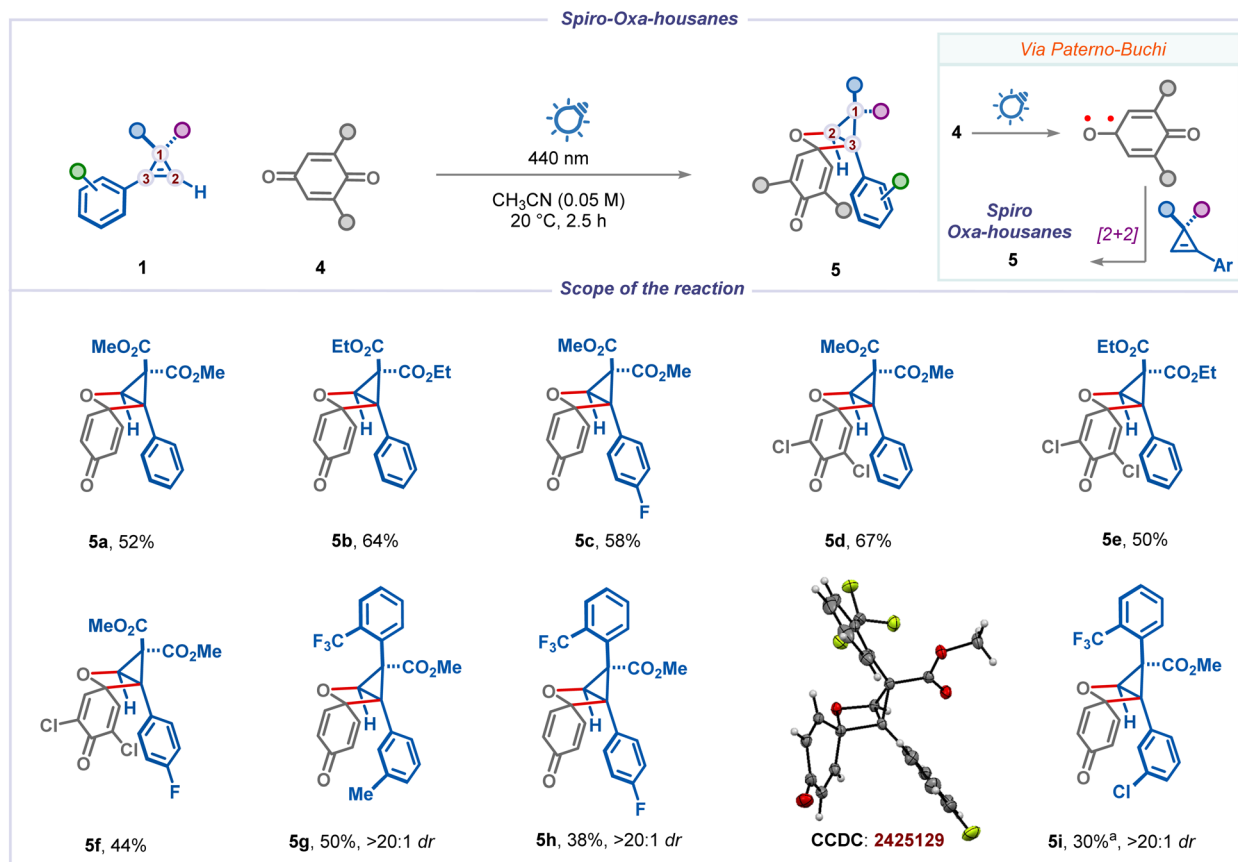 Spiro-Oxa-housanes
Via Paterno-Buchi
1
3
2
H
O
O
440 nm
CH₃CN (0.05 M)
20 °C, 2.5 h
1
2
3
O
H
O
4
O
O
Spiro
Oxa-housanes
5
[2+2]
Ar
1
4
5
Scope of the reaction
MeO₂C
CO₂Me
O
H
O
5a, 52%
EtO₂C
CO₂Et
O
H
O
5b, 64%
MeO₂C
CO₂Me
O
H
O
F
5c, 58%
MeO₂C
CO₂Me
O
H
Cl
Cl
O
5d, 67%
EtO₂C
CO₂Et
O
H
Cl
Cl
O
5e, 50%
MeO₂C
CO₂Me
O
H
Cl
Cl
O
F
5f, 44%
F₃C
CO₂Me
O
H
O
Me
5g, 50%, >20:1 dr
F₃C
CO₂Me
O
H
O
F
5h, 38%, >20:1 dr
CCDC: 2425129
F₃C
CO₂Me
O
H
O
Cl
5i, 30%ᵃ, >20:1 dr